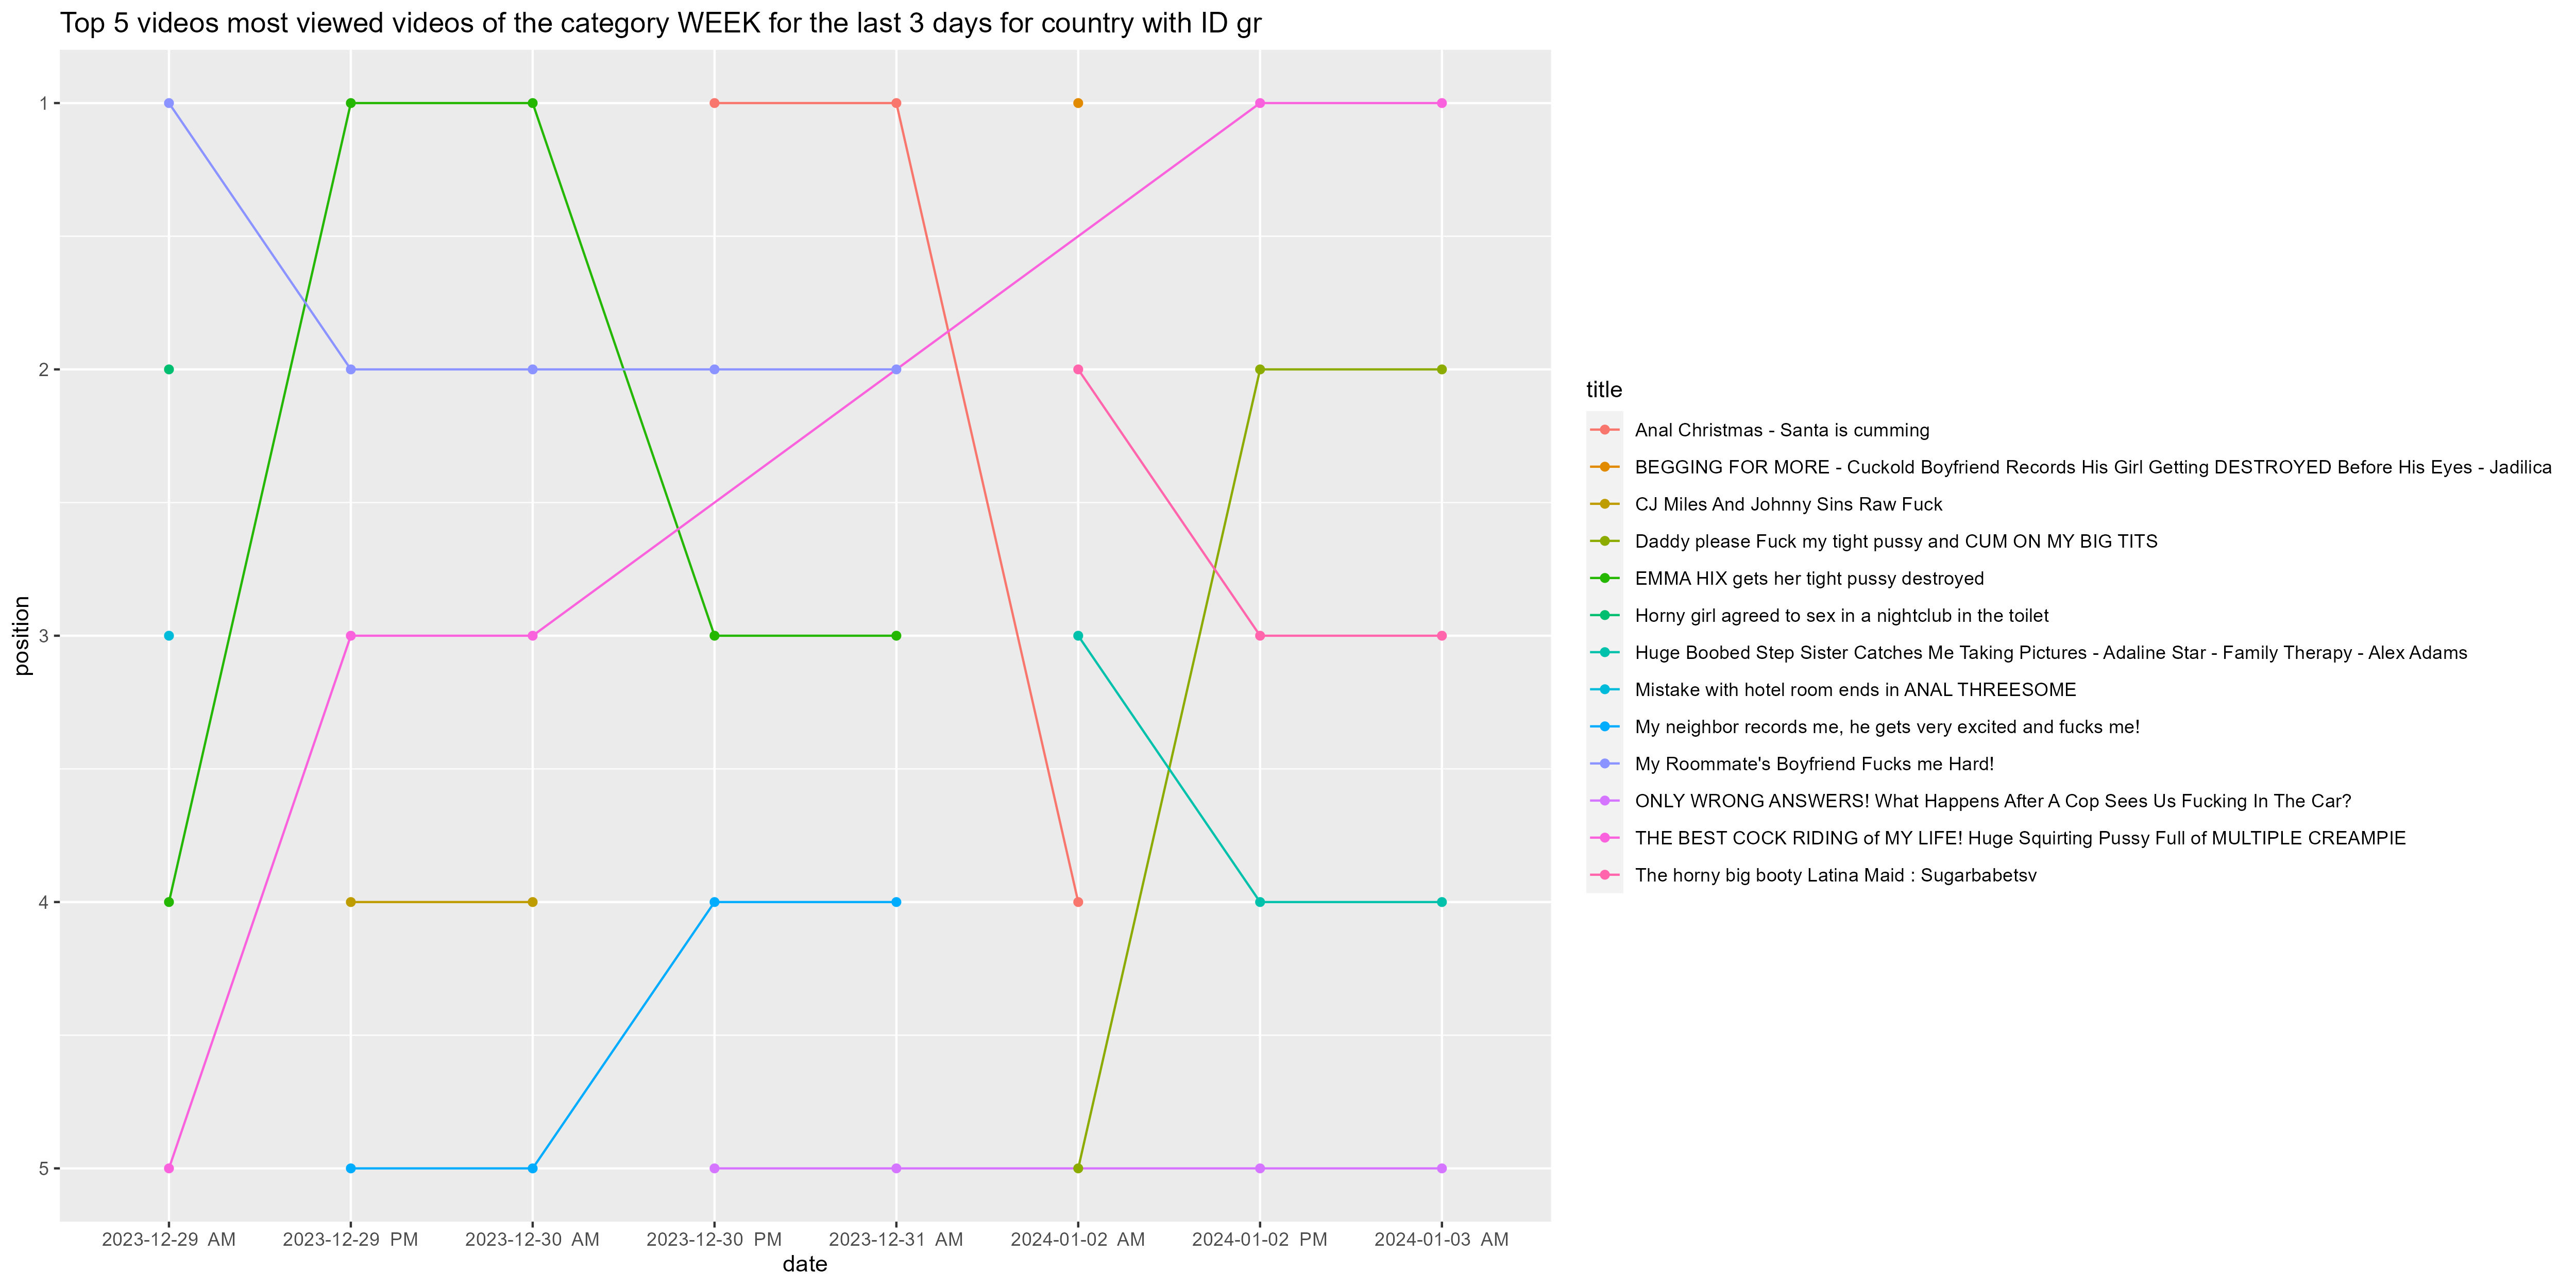 Top 5 videos most viewed videos of the category WEEK for the last 3 days for country with ID gr
position
1
2
3
4
5
2023-12-29 AM
2023-12-29 PM
2023-12-30 AM
2023-12-30 PM
2023-12-31 AM
2024-01-02 AM
2024-01-02 PM
2024-01-03 AM
date
title
Anal Christmas - Santa is cumming
BEGGING FOR MORE - Cuckold Boyfriend Records His Girl Getting DESTROYED Before His Eyes - Jadilica
CJ Miles And Johnny Sins Raw Fuck
Daddy please Fuck my tight pussy and CUM ON MY BIG TITS
EMMA HIX gets her tight pussy destroyed
Horny girl agreed to sex in a nightclub in the toilet
Huge Boobed Step Sister Catches Me Taking Pictures - Adaline Star - Family Therapy - Alex Adams
Mistake with hotel room ends in ANAL THREESOME
My neighbor records me, he gets very excited and fucks me!
My Roommate's Boyfriend Fucks me Hard!
ONLY WRONG ANSWERS! What Happens After A Cop Sees Us Fucking In The Car?
THE BEST COCK RIDING of MY LIFE! Huge Squirting Pussy Full of MULTIPLE CREAMPIE
The horny big booty Latina Maid : Sugarbabetsv